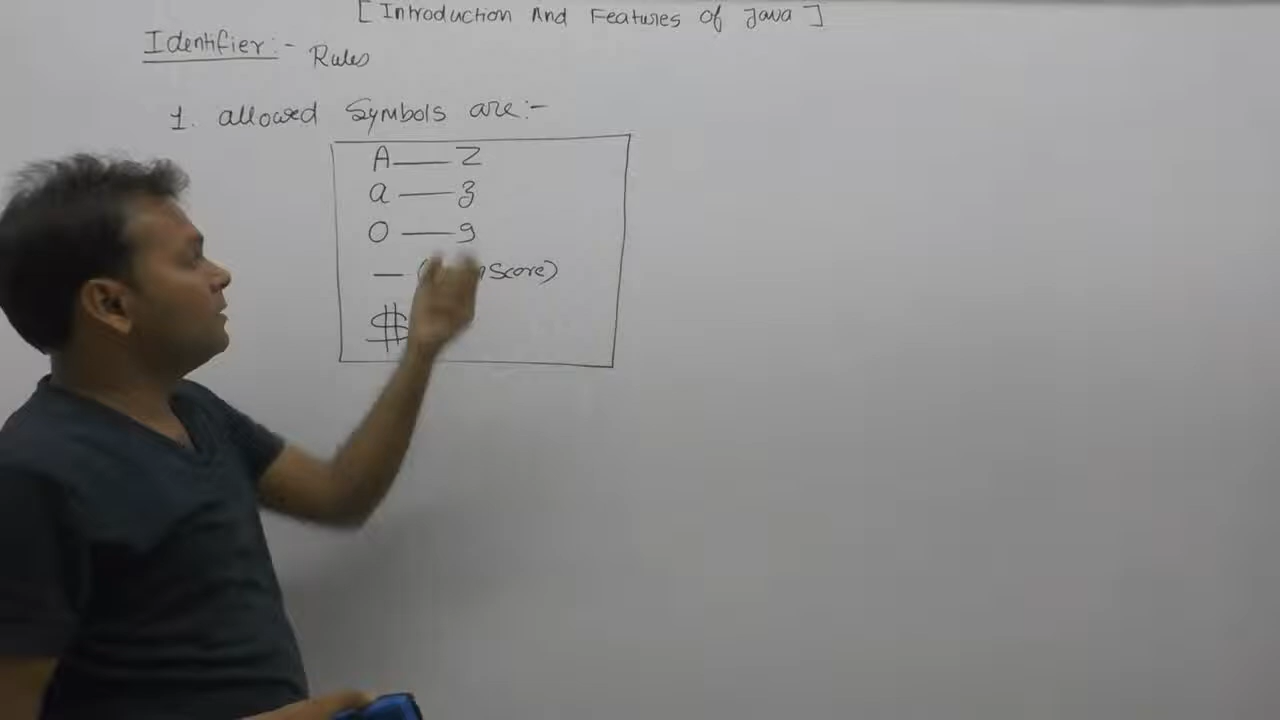 [ Introduction And Features Of Java ]
Identifier:- Rules
1. allowed Symbols are:-
A — Z
a — z
0 — 9
— ( Score)
$